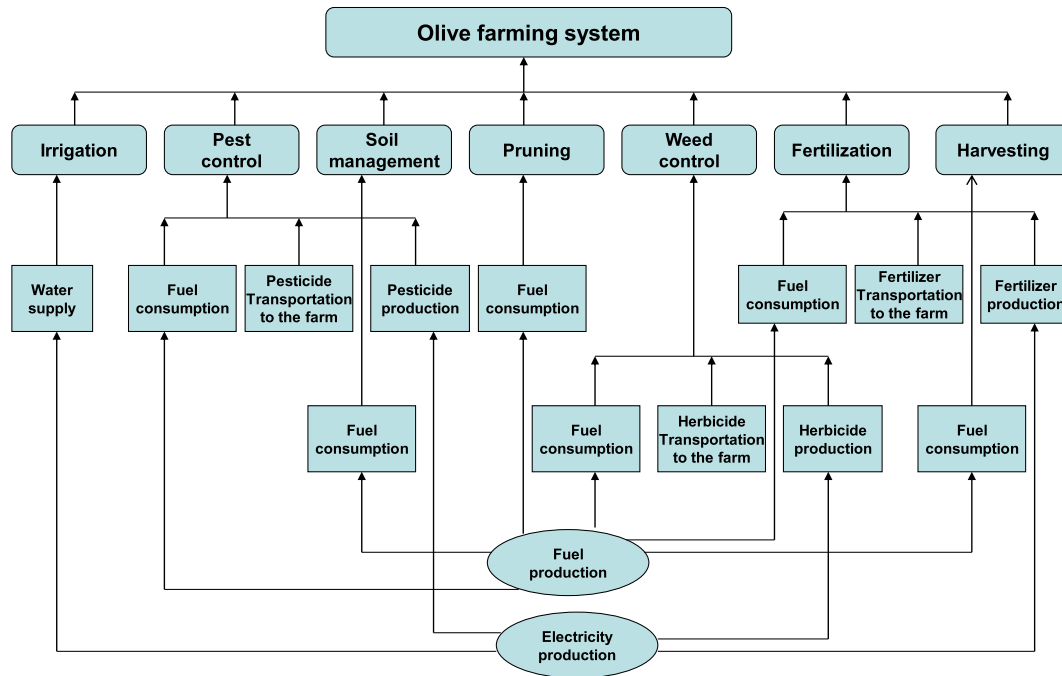 Olive farming system
Irrigation
Pest
control
Soil
management
Pruning
Weed
control
Fertilization
Harvesting
Water
supply
Fuel
consumption
Pesticide
Transportation
to the farm
Pesticide
production
Fuel
consumption
Fuel
consumption
Fertilizer
Transportation
to the farm
Fertilizer
production
Fuel
consumption
Fuel
consumption
Herbicide
Transportation
to the farm
Herbicide
production
Fuel
consumption
Fuel
production
Electricity
production